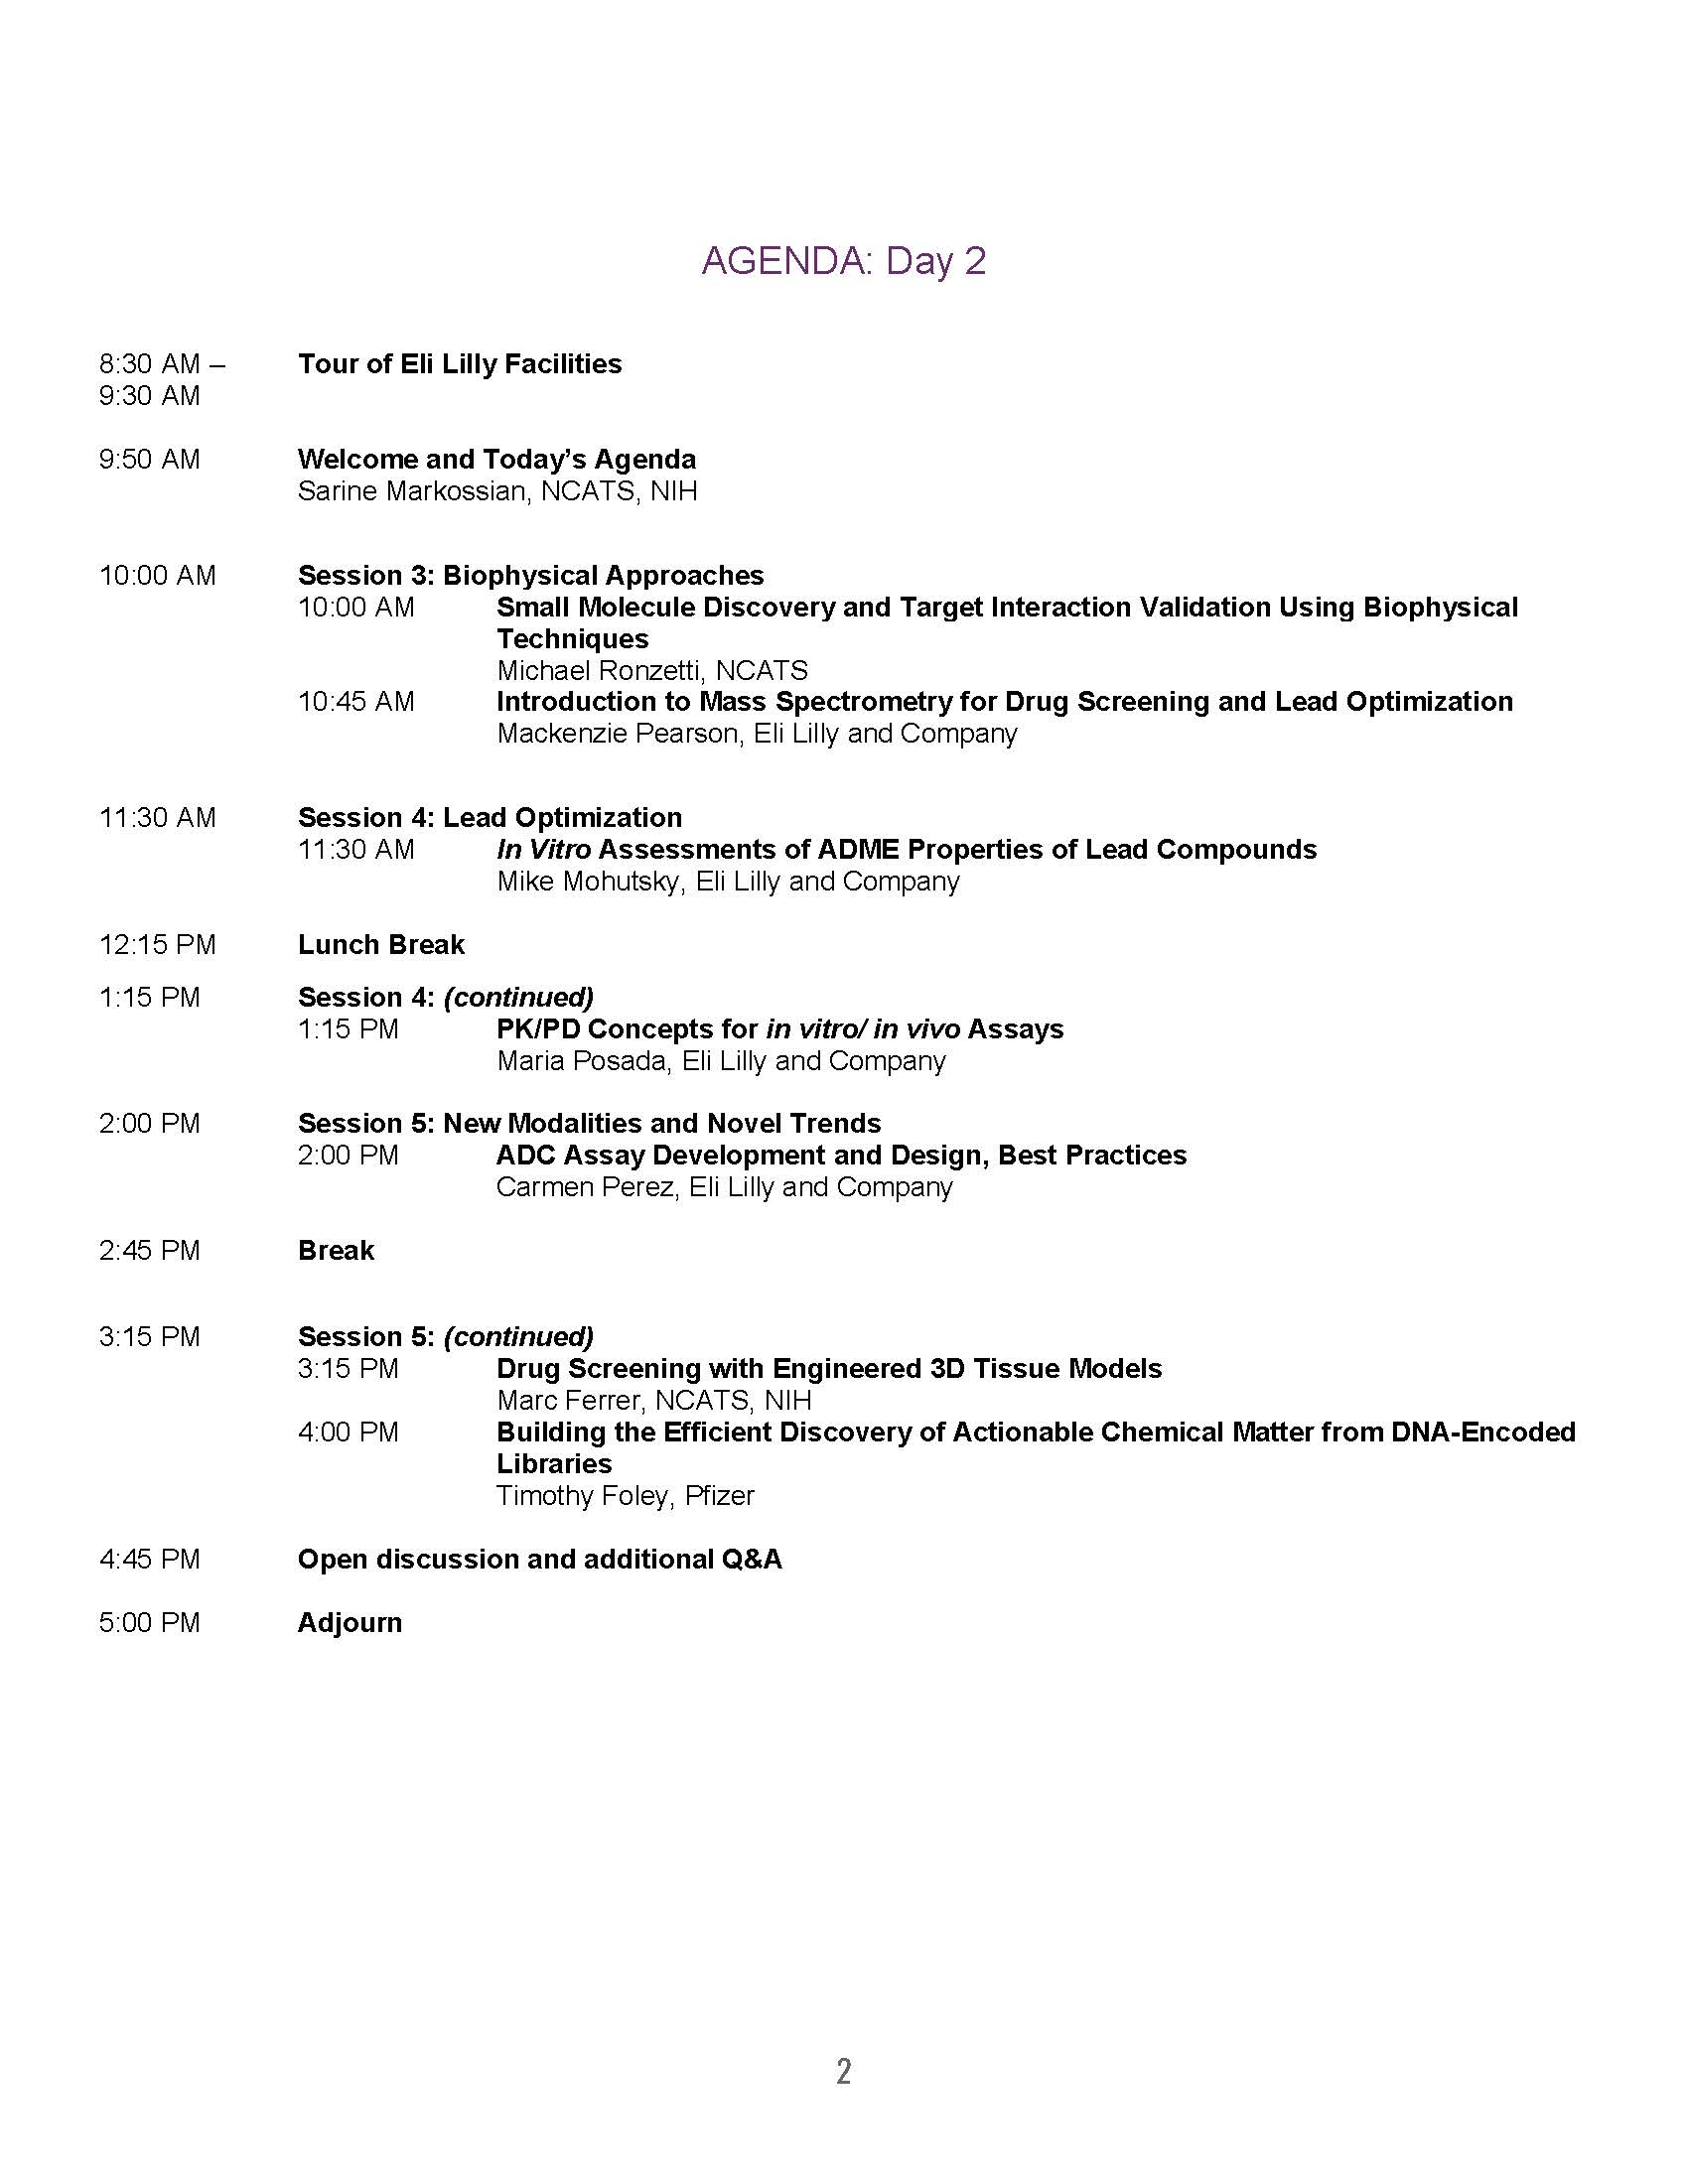 AGENDA: Day 2
8:30 AM – Tour of Eli Lilly Facilities
9:30 AM
9:50 AM Welcome and Today’s Agenda
Sarine Markossian, NCATS, NIH
10:00 AM Session 3: Biophysical Approaches
10:00 AM Small Molecule Discovery and Target Interaction Validation Using Biophysical
Techniques
Michael Ronzetti, NCATS
10:45 AM Introduction to Mass Spectrometry for Drug Screening and Lead Optimization
Mackenzie Pearson, Eli Lilly and Company
11:30 AM Session 4: Lead Optimization
11:30 AM In Vitro Assessments of ADME Properties of Lead Compounds
Mike Mohutsky, Eli Lilly and Company
12:15 PM Lunch Break
1:15 PM Session 4: (continued)
1:15 PM PK/PD Concepts for in vitro/ in vivo Assays
Maria Posada, Eli Lilly and Company
2:00 PM Session 5: New Modalities and Novel Trends
2:00 PM ADC Assay Development and Design, Best Practices
Carmen Perez, Eli Lilly and Company
2:45 PM Break
3:15 PM Session 5: (continued)
3:15 PM Drug Screening with Engineered 3D Tissue Models
Marc Ferrer, NCATS, NIH
4:00 PM Building the Efficient Discovery of Actionable Chemical Matter from DNA-Encoded
Libraries
Timothy Foley, Pfizer
4:45 PM Open discussion and additional Q&A
5:00 PM Adjourn
2